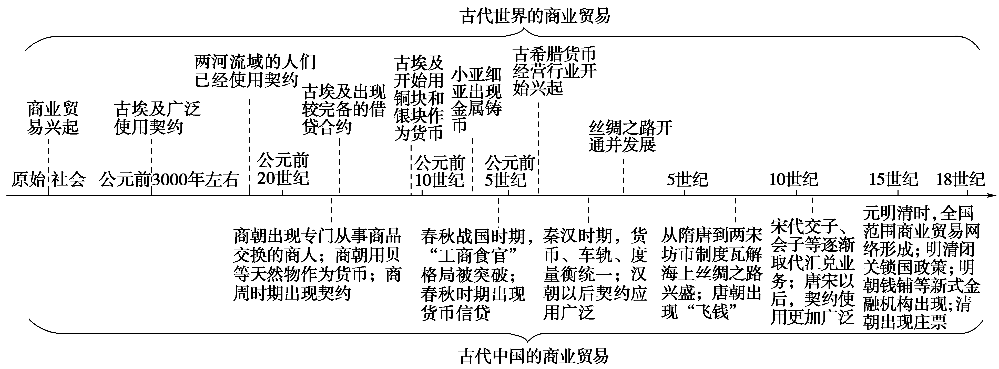 古代世界的商业贸易
商业贸
易兴起
古埃及广泛
使用契约
两河流域的人们
已经使用契约
古埃及出现
较完备的借
贷合约
古埃及
开始用
铜块和
银块作
为货币
小亚细
亚出现
金属铸
币
古希腊货币
经营行业开
始兴起
丝绸之路开
通并发展
原始社会
公元前3000年左右
公元前
20世纪
公元前
10世纪
公元前
5世纪
5世纪
10世纪
15世纪
18世纪
商朝出现专门从事商品
交换的商人；商朝用贝
等天然物作为货币；商
周时期出现契约
春秋战国时期，
“工商食官”
格局被突破；
春秋时期出现
货币信贷
秦汉时期，货
币、车轨、度
量衡统一；汉
朝以后契约应
用广泛
从隋唐到两宋
坊市制度瓦解
海上丝绸之路
兴盛；唐朝出
现“飞钱”
宋代交子、
会子等逐渐
取代汇兑业
务；唐宋以
后，契约使
用更加广泛
元明清时,全国
范围商业贸易网
络形成;明清闭
关锁国政策;明
朝钱铺等新式金
融机构出现;清
朝出现庄票
古代中国的商业贸易